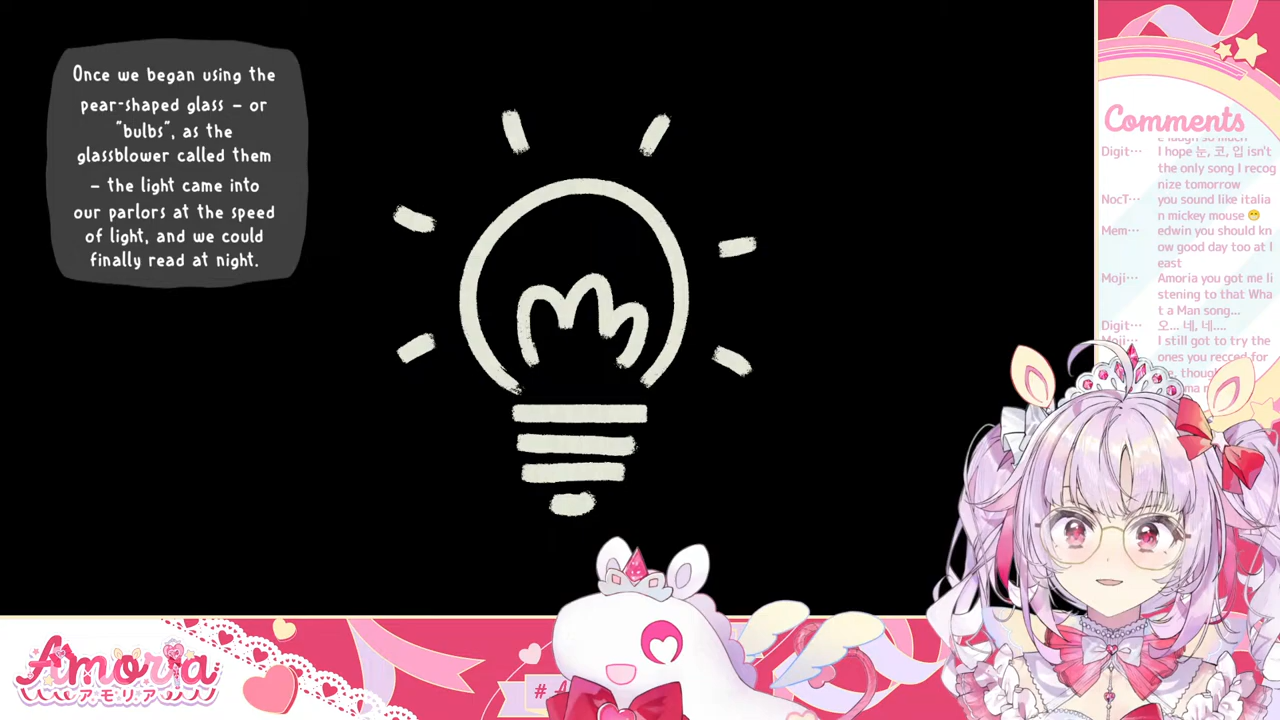 Once we began using the
pear-shaped glass – or
"bulbs", as the
glassblower called them
– the light came into
our parlors at the speed
of light, and we could
finally read at night.
Comments
Digit… I hope 눈, 코, 입 isn't
the only song I recog
nize tomorrow
NocT… you sound like italia
n mickey mouse 😁
Mem… edwin you should kn
ow good day too at l
east
Moji… Amoria you got me li
stening to that Wha
t a Man song...
Digit… 오... 네, 네....
Moji… I still got to try the
ones you recced for
Amoria
アモリア